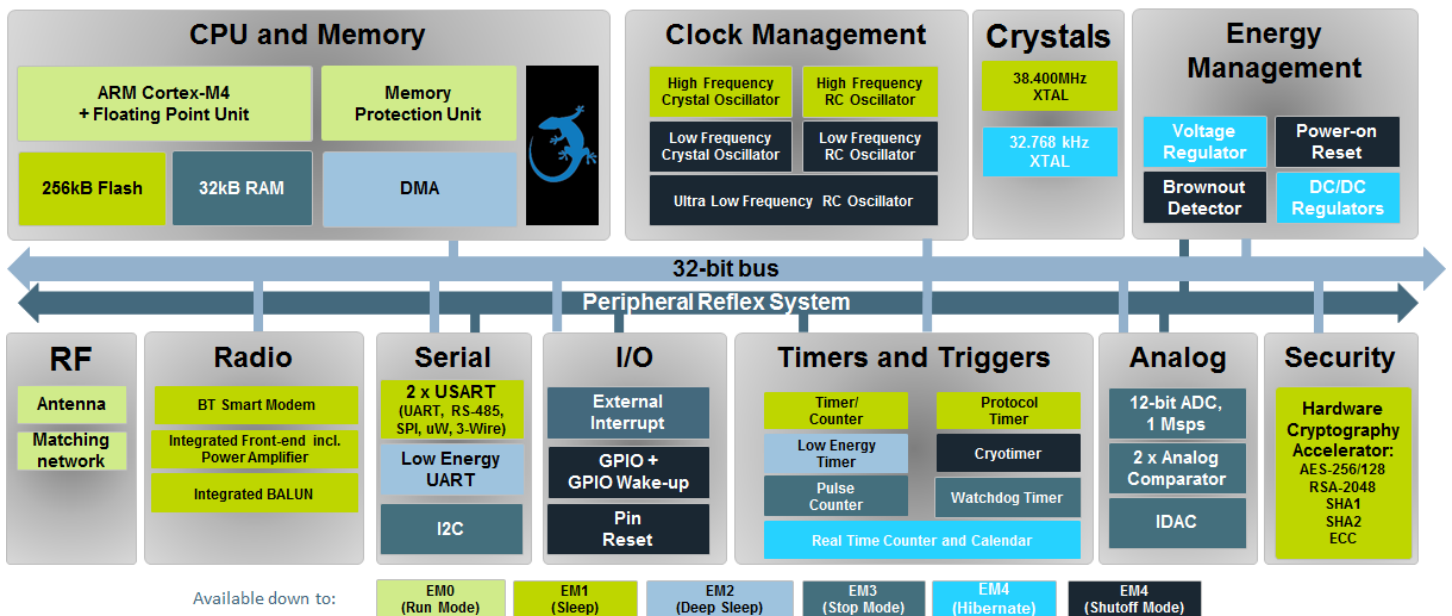 CPU and Memory
ARM Cortex-M4
+ Floating Point Unit
Memory
Protection Unit
256kB Flash
32kB RAM
DMA
Clock Management
High Frequency
Crystal Oscillator
High Frequency
RC Oscillator
Low Frequency
Crystal Oscillator
Low Frequency
RC Oscillator
Ultra Low Frequency RC Oscillator
Crystals
38.400MHz
XTAL
32.768 kHz
XTAL
Energy
Management
Voltage
Regulator
Power-on
Reset
Brownout
Detector
DC/DC
Regulators
32-bit bus
Peripheral Reflex System
RF
Antenna
Matching
network
Radio
BT Smart Modem
Integrated Front-end incl.
Power Amplifier
Integrated BALUN
Serial
2 x USART
(UART, RS-485,
SPI, uW, 3-Wire)
Low Energy
UART
I2C
I/O
External
Interrupt
GPIO +
GPIO Wake-up
Pin
Reset
Timers and Triggers
Timer/
Counter
Protocol
Timer
Low Energy
Timer
Cryotimer
Pulse
Counter
Watchdog Timer
Real Time Counter and Calendar
Analog
12-bit ADC,
1 Msps
2 x Analog
Comparator
IDAC
Security
Hardware
Cryptography
Accelerator:
AES-256/128
RSA-2048
SHA1
SHA2
ECC
Available down to:
EM0
(Run Mode)
EM1
(Sleep)
EM2
(Deep Sleep)
EM3
(Stop Mode)
EM4
(Hibernate)
EM4
(Shutoff Mode)